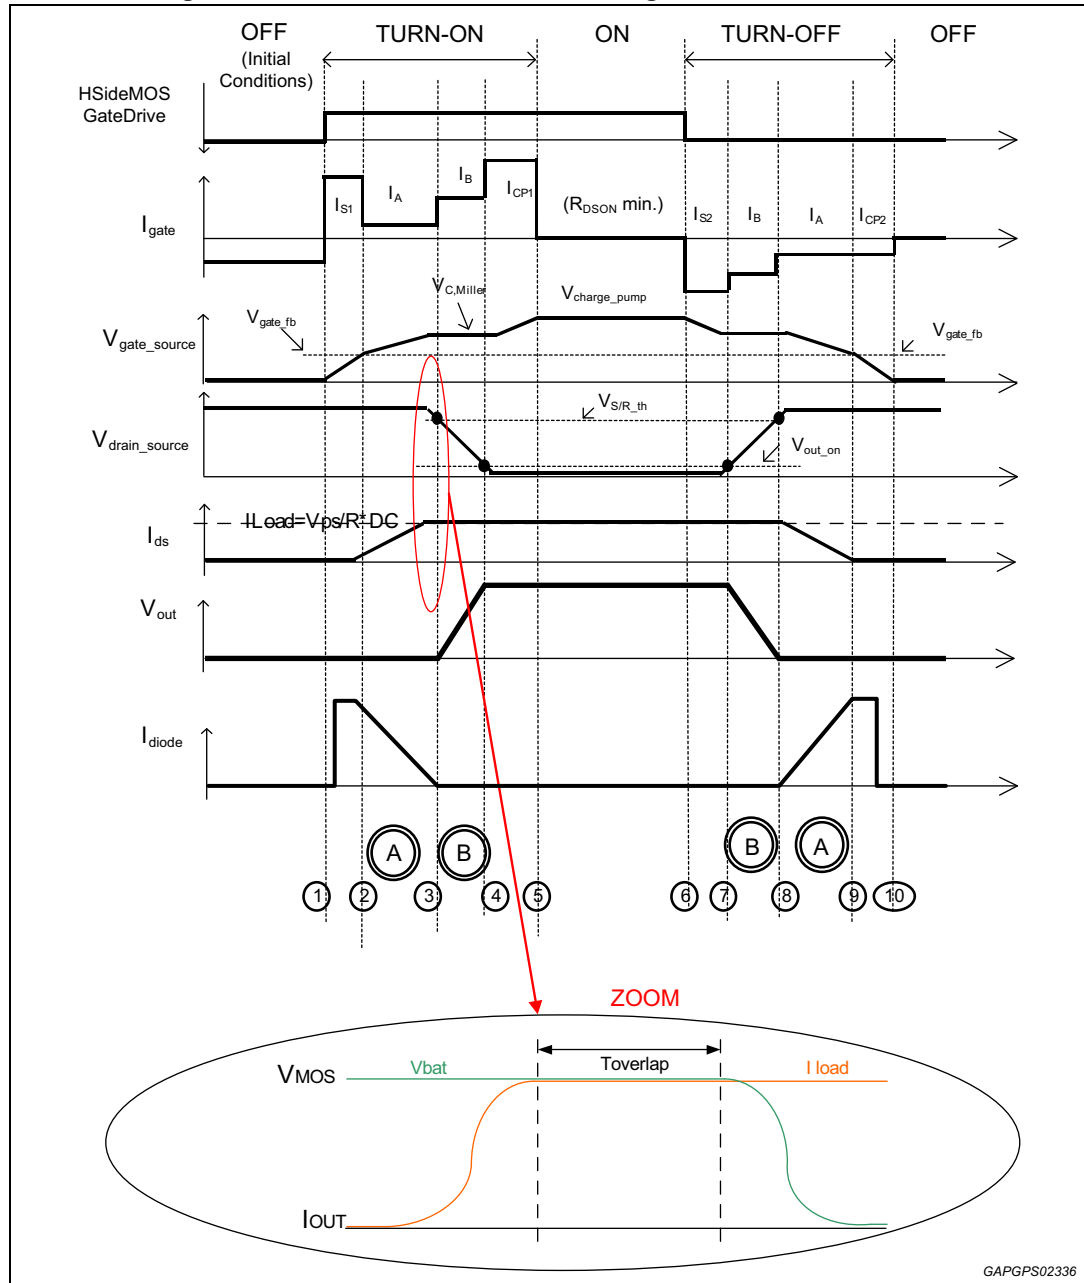 OFF TURN-ON ON TURN-OFF OFF
(Initial
Conditions)
HSideMOS
GateDrive
Igate
IS1 IA IB ICP1 (RDSON min.) IS2 IB IA ICP2
Vgate_source
Vgate_fb VC,Miller Vcharge_pump Vgate_fb
Vdrain_source
VS/R_th
Vout_on
Ids
ILoad=Vps/R*DC
Vout
Idiode
A B B A
1 2 3 4 5 6 7 8 9 10
ZOOM
VMOS Vbat Toverlap I load
IOUT
GAPGPS02336